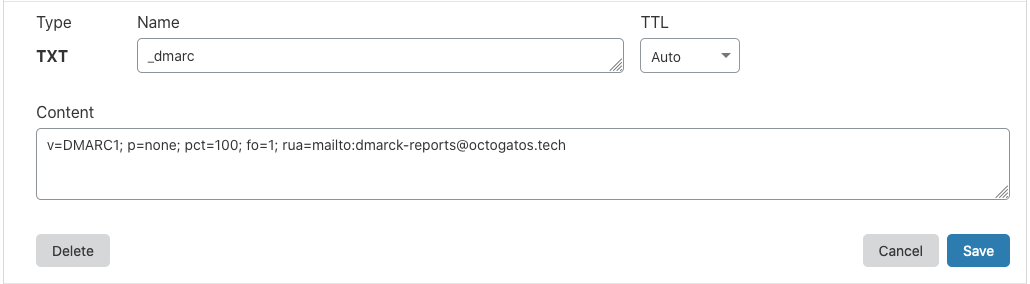 Type Name TTL
TXT _dmarc Auto
Content
v=DMARC1; p=none; pct=100; fo=1; rua=mailto:dmarck-reports@octogatos.tech
Delete Cancel Save